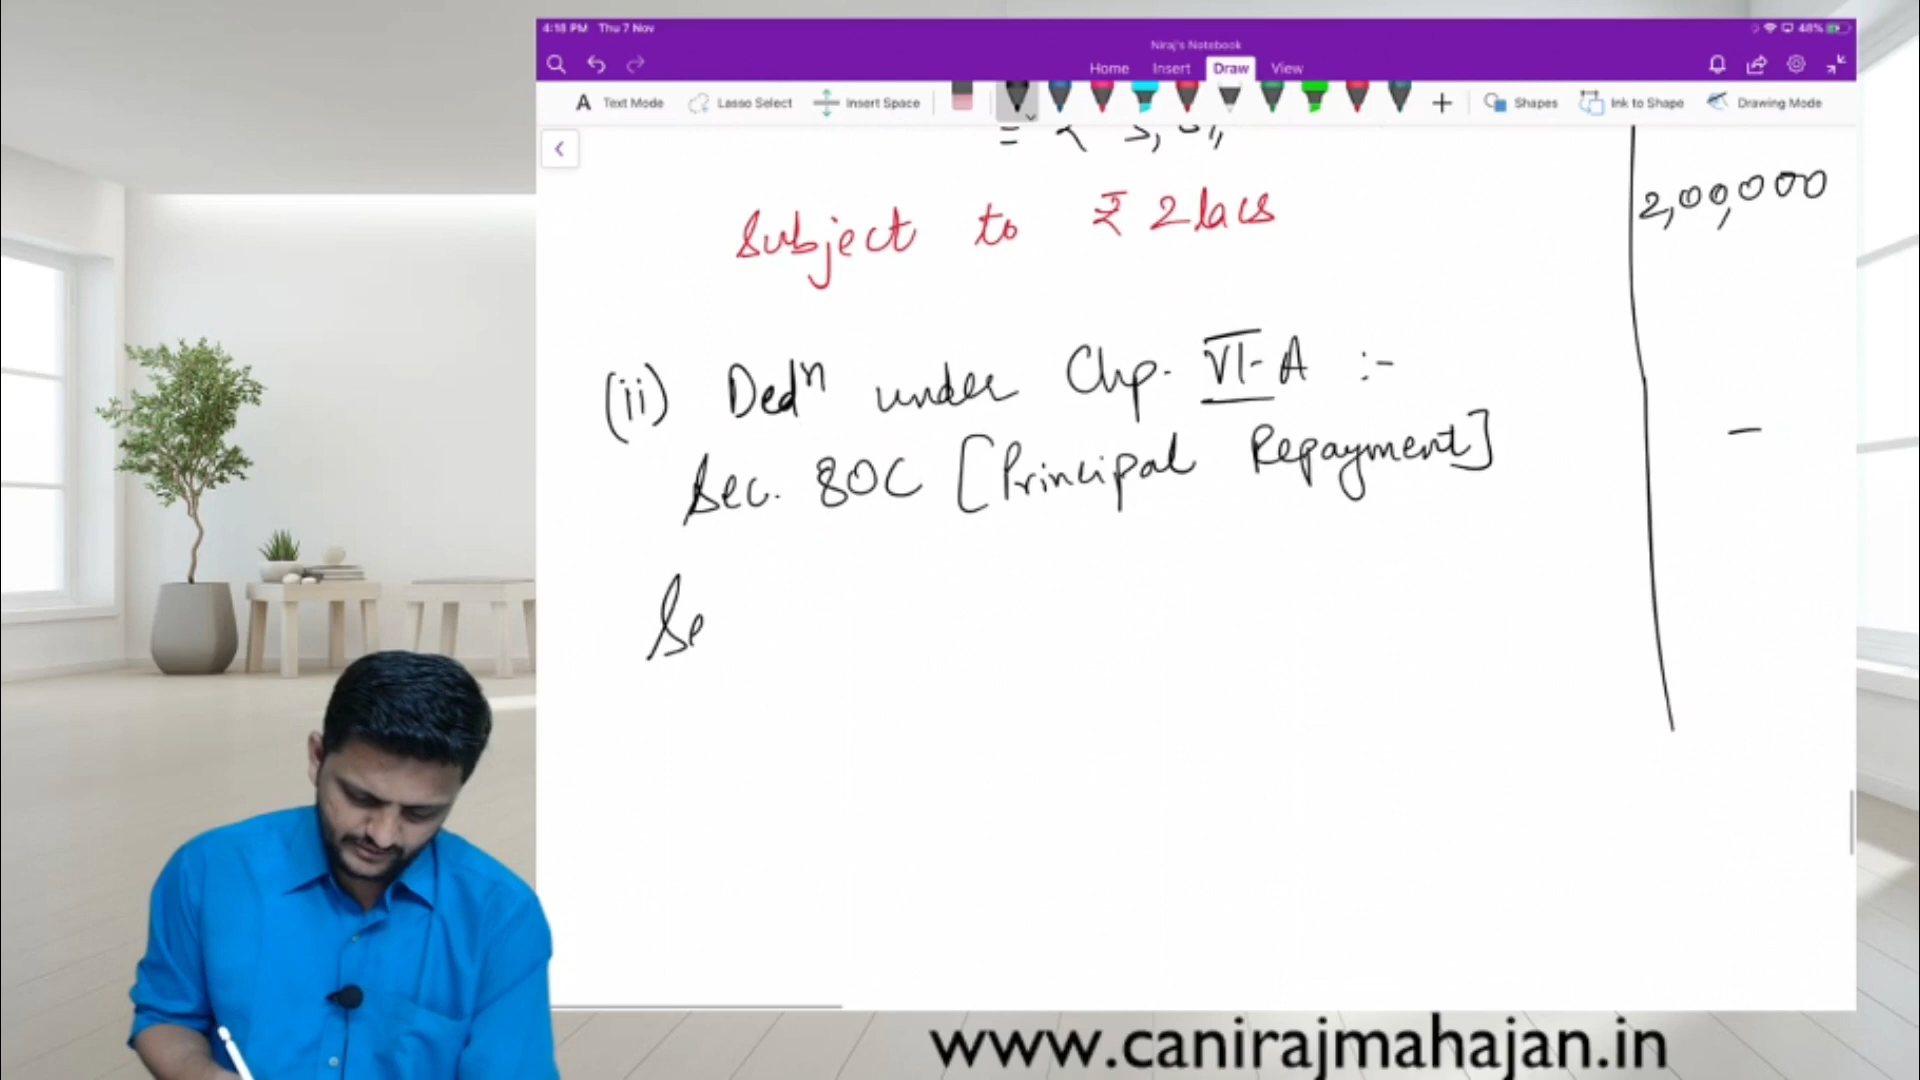 4:18 PM Thu 7 Nov
48%
Niraj's Notebook
Home Insert Draw View
A Text Mode Lasso Select Insert Space Shapes Ink to Shape Drawing Mode
Subject to ₹ 2 lacs 2,00,000
(ii) Dedⁿ under Chp. VI-A :-
Sec. 80C [Principal Repayment] –
Se
www.canirajmahajan.in